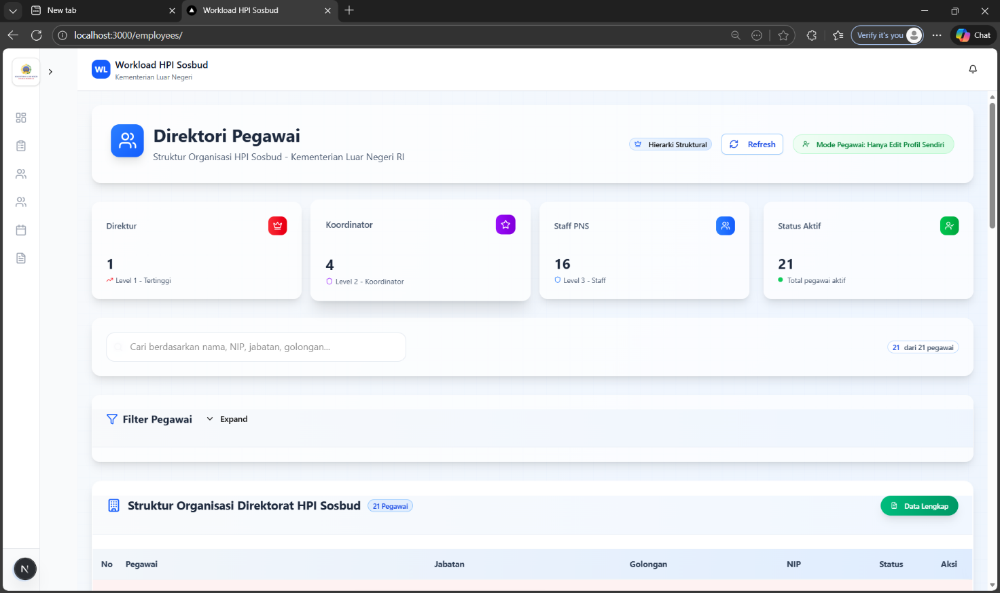 New tab
Workload HPI Sosbud
localhost:3000/employees/
Verify it's you
Chat
WL
Workload HPI Sosbud
Kementerian Luar Negeri
Direktori Pegawai
Struktur Organisasi HPI Sosbud - Kementerian Luar Negeri RI
Hierarki Struktural
Refresh
Mode Pegawai: Hanya Edit Profil Sendiri
Direktur
1
Level 1 - Tertinggi
Koordinator
4
Level 2 - Koordinator
Staff PNS
16
Level 3 - Staff
Status Aktif
21
Total pegawai aktif
Cari berdasarkan nama, NIP, jabatan, golongan...
21 dari 21 pegawai
Filter Pegawai
Expand
Struktur Organisasi Direktorat HPI Sosbud
21 Pegawai
Data Lengkap
No Pegawai Jabatan Golongan NIP Status Aksi
N